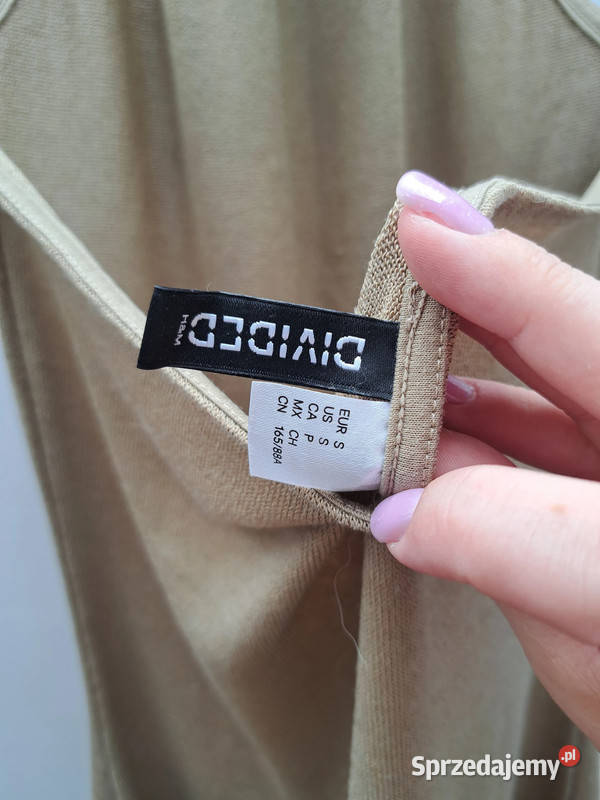 DIVIDED
H&M
EUR S
US S
CA P
MX CH
CN 165/88A
Sprzedajemy.pl